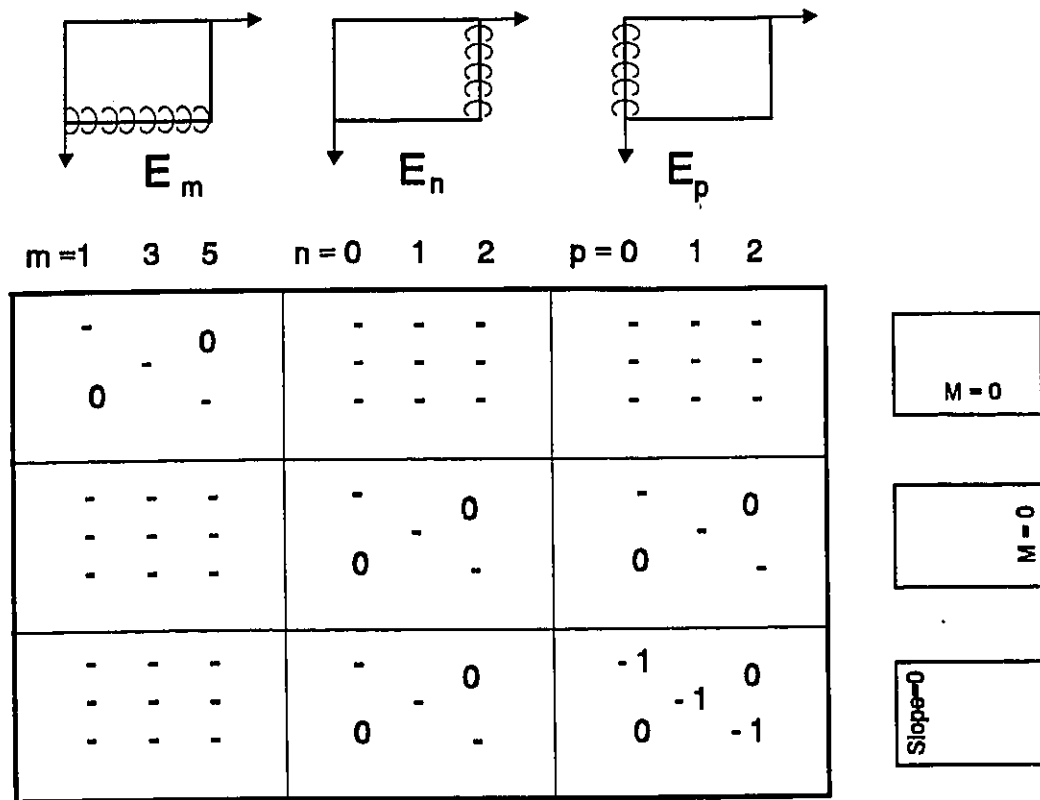 E m E n E p
m =1 3 5 n = 0 1 2 p = 0 1 2
- - - - - - -
0
- - - - - - -
0 - - - - - - -
M = 0
- - - - -
0 0
- - - - -
0 - 0 -
- - -
M = 0
- - - - -1
0 0
- - - - -1
0 - 0 -1
- - -
Slope=0